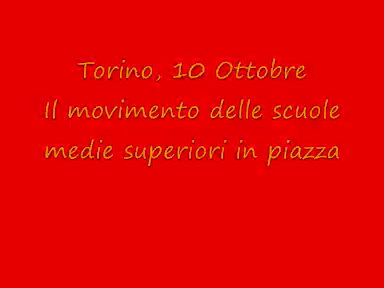 Torino, 10 Ottobre
Il movimento delle scuole
medie superiori in piazza